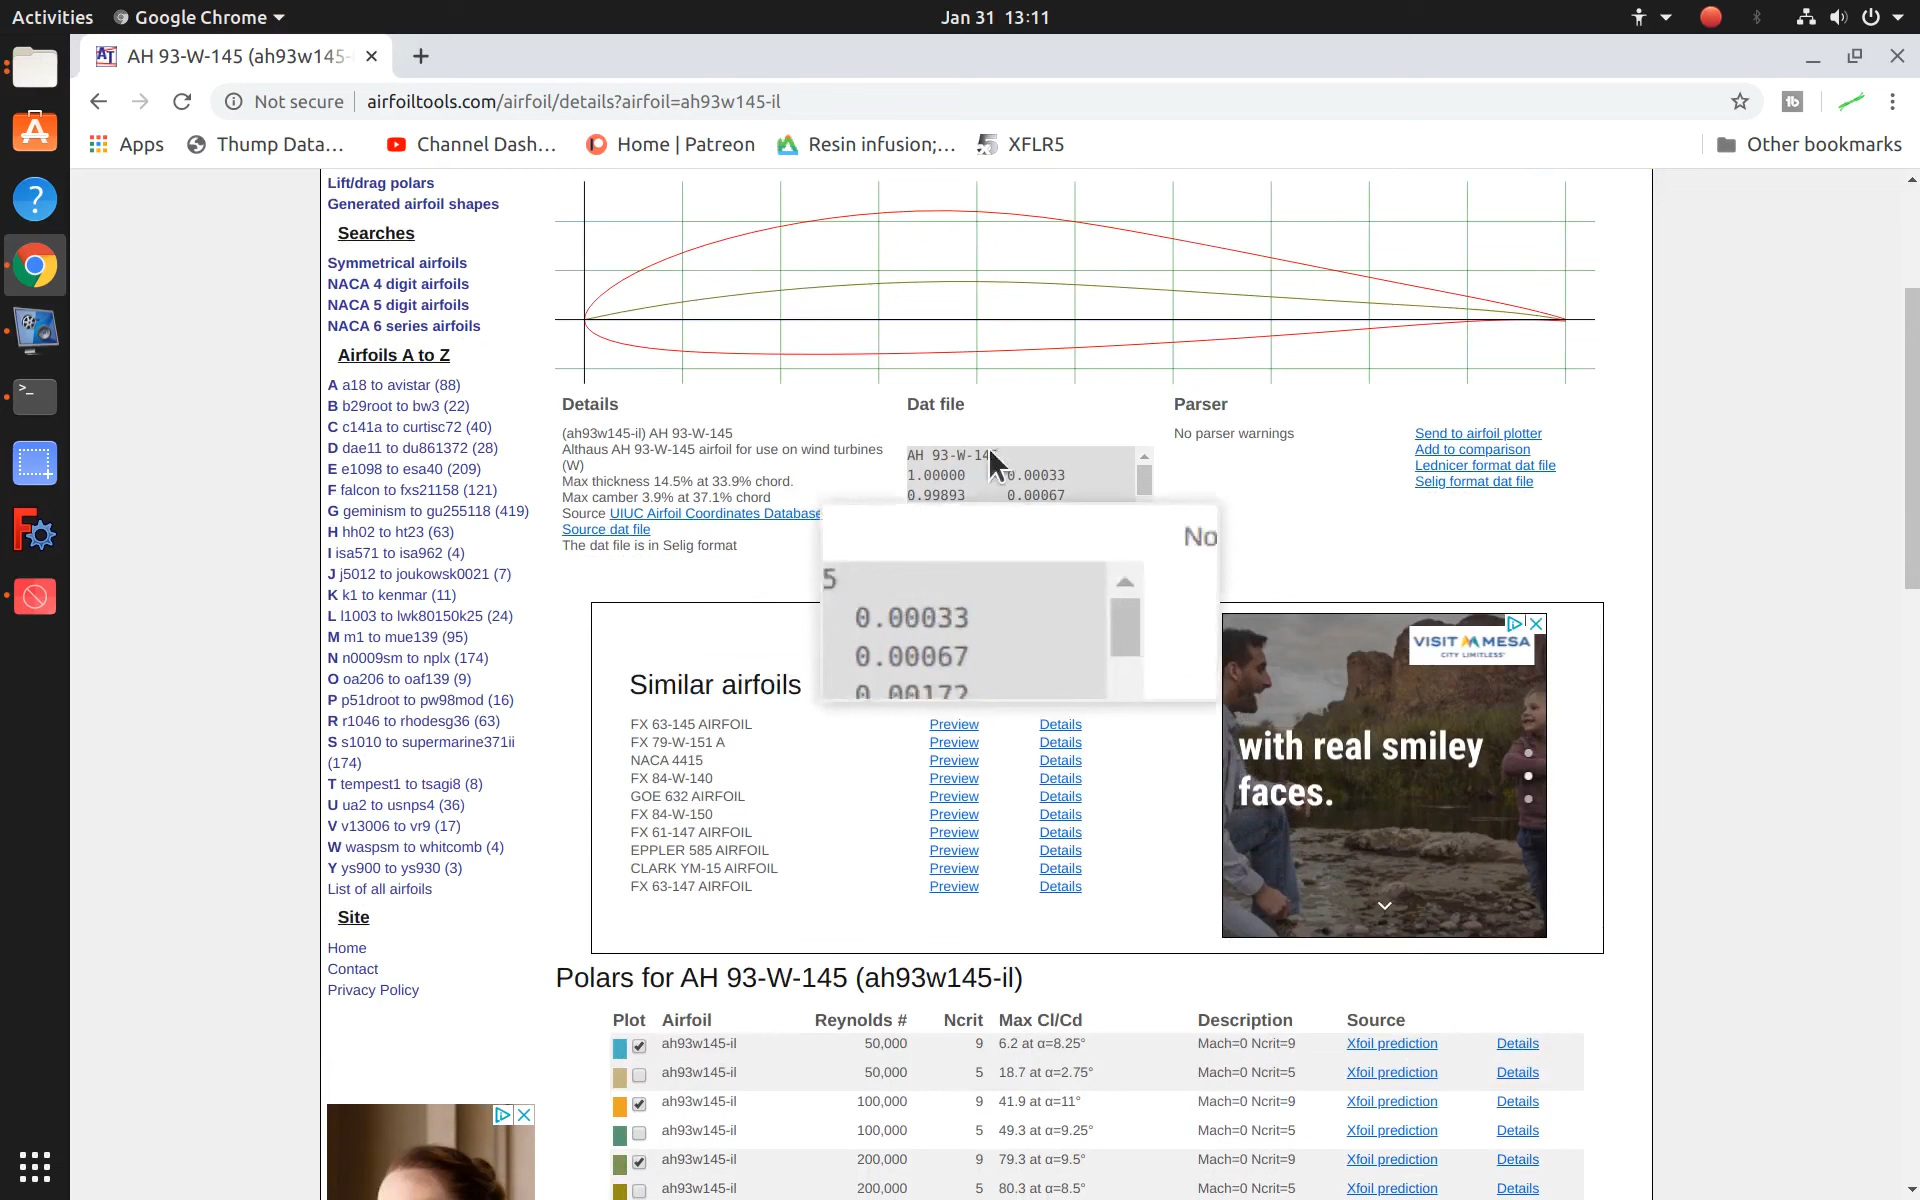 Activities
Google Chrome
Jan 31 13:11
AH 93-W-145 (ah93w145-
Not secure
airfoiltools.com/airfoil/details?airfoil=ah93w145-il
Apps
Thump Data...
Channel Dash...
Home | Patreon
Resin infusion;...
XFLR5
Other bookmarks
Lift/drag polars
Generated airfoil shapes
Searches
Symmetrical airfoils
NACA 4 digit airfoils
NACA 5 digit airfoils
NACA 6 series airfoils
Airfoils A to Z
A a18 to avistar (88)
B b29root to bw3 (22)
C c141a to curtisc72 (40)
D dae11 to du861372 (28)
E e1098 to esa40 (209)
F falcon to fxs21158 (121)
G geminism to gu255118 (419)
H hh02 to ht23 (63)
I isa571 to isa962 (4)
J j5012 to joukowsk0021 (7)
K k1 to kenmar (11)
L l1003 to lwk80150k25 (24)
M m1 to mue139 (95)
N n0009sm to nplx (174)
O oa206 to oaf139 (9)
P p51droot to pw98mod (16)
R r1046 to rhodesg36 (63)
S s1010 to supermarine371ii
(174)
T tempest1 to tsagi8 (8)
U ua2 to usnps4 (36)
V v13006 to vr9 (17)
W waspsm to whitcomb (4)
Y ys900 to ys930 (3)
List of all airfoils
Site
Home
Contact
Privacy Policy
Details
(ah93w145-il) AH 93-W-145
Althaus AH 93-W-145 airfoil for use on wind turbines
(W)
Max thickness 14.5% at 33.9% chord.
Max camber 3.9% at 37.1% chord
Source UIUC Airfoil Coordinates Database
Source dat file
The dat file is in Selig format
Dat file
AH 93-W-145
1.00000 0.00033
0.99893 0.00067
Parser
No parser warnings
Send to airfoil plotter
Add to comparison
Lednicer format dat file
Selig format dat file
No
5
0.00033
0.00067
0.00172
Similar airfoils
FX 63-145 AIRFOIL Preview Details
FX 79-W-151 A Preview Details
NACA 4415 Preview Details
FX 84-W-140 Preview Details
GOE 632 AIRFOIL Preview Details
FX 84-W-150 Preview Details
FX 61-147 AIRFOIL Preview Details
EPPLER 585 AIRFOIL Preview Details
CLARK YM-15 AIRFOIL Preview Details
FX 63-147 AIRFOIL Preview Details
VISIT MESA
CITY LIMITLESS
with real smiley
faces.
Polars for AH 93-W-145 (ah93w145-il)
Plot Airfoil Reynolds # Ncrit Max Cl/Cd Description Source
ah93w145-il 50,000 9 6.2 at α=8.25° Mach=0 Ncrit=9 Xfoil prediction Details
ah93w145-il 50,000 5 18.7 at α=2.75° Mach=0 Ncrit=5 Xfoil prediction Details
ah93w145-il 100,000 9 41.9 at α=11° Mach=0 Ncrit=9 Xfoil prediction Details
ah93w145-il 100,000 5 49.3 at α=9.25° Mach=0 Ncrit=5 Xfoil prediction Details
ah93w145-il 200,000 9 79.3 at α=9.5° Mach=0 Ncrit=9 Xfoil prediction Details
ah93w145-il 200,000 5 80.3 at α=8.5° Mach=0 Ncrit=5 Xfoil prediction Details